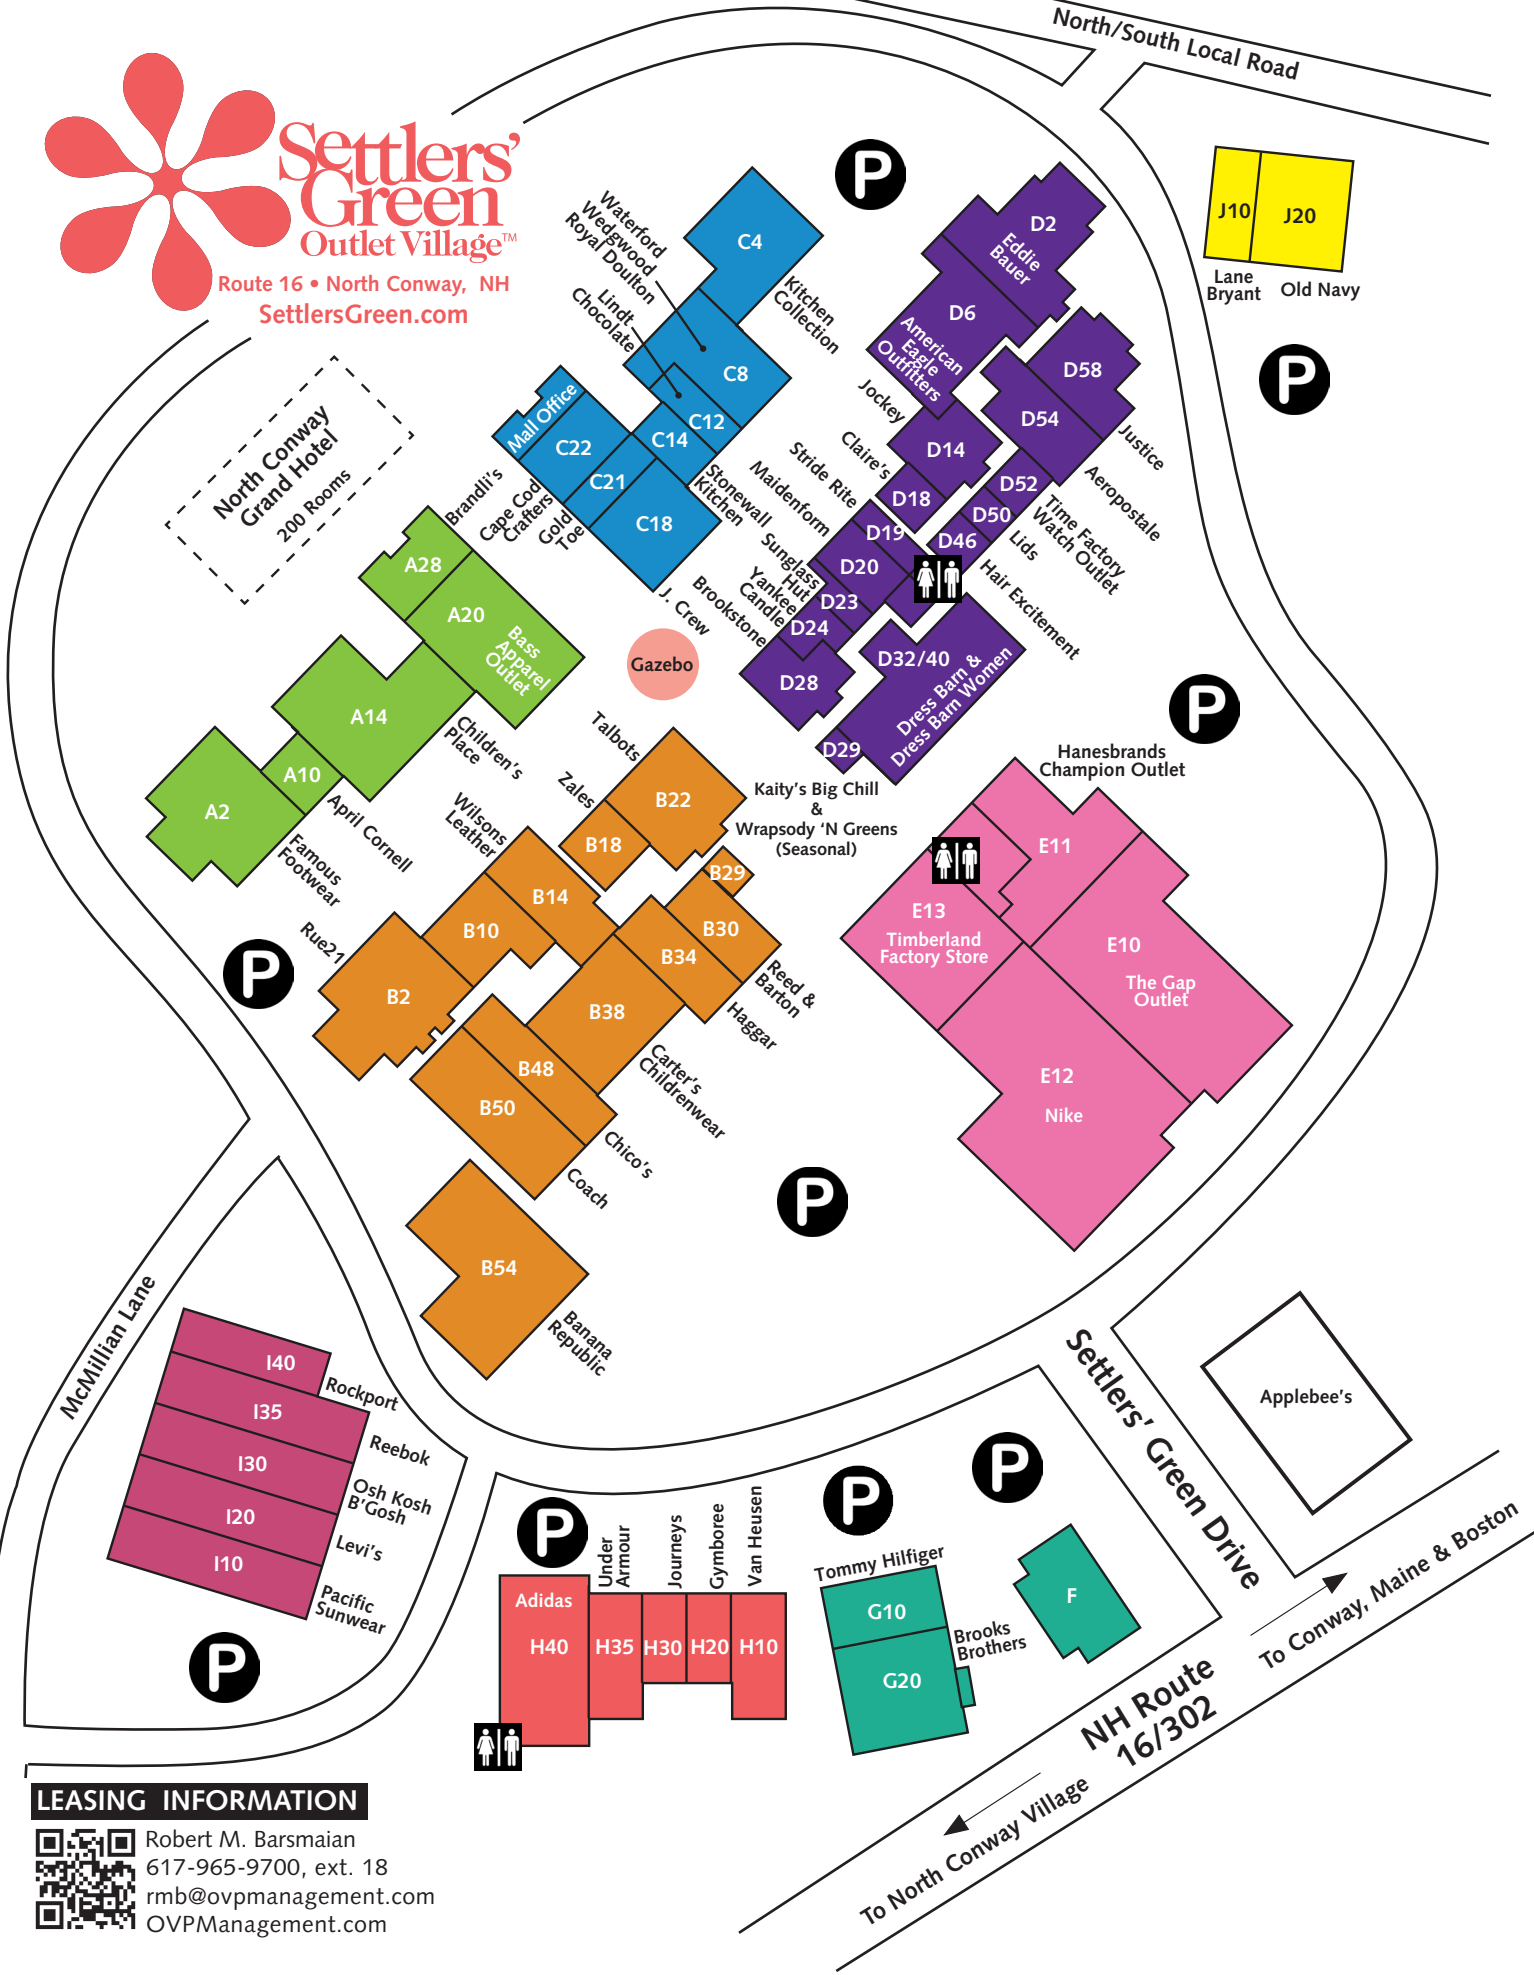 North/South Local Road
Settlers'
Green
Outlet Village™
Route 16 • North Conway, NH
SettlersGreen.com
P
J10
J20
Lane
Bryant
Old Navy
P
Waterford
Wedgwood
Royal Doulton
Lindt
Chocolate
C4
Kitchen
Collection
C8
C12
C14
Mall Office
C22
C21
C18
Brandli's
Cape Cod
Crafters
Gold
Toe
Stonewall
Kitchen
J. Crew
D2
Eddie
Bauer
D6
American
Eagle
Outfitters
D58
D54
Justice
Aeropostale
Jockey
D14
Claire's
D18
D52
D50
D46
Time Factory
Watch Outlet
Lids
Hair Excitement
Stride Rite
D19
Maidenform
D20
Sunglass
Hut
D23
Yankee
Candle
D24
Brookstone
D28
D32/40
Dress Barn &
Dress Barn Women
D29
Kaity's Big Chill
&
Wrapsody 'N Greens
(Seasonal)
North Conway
Grand Hotel
200 Rooms
A28
A20
Bass
Apparel
Outlet
A14
Children's
Place
A10
April Cornell
A2
Famous
Footwear
Gazebo
P
Talbots
B22
Zales
B18
Wilsons
Leather
B14
B10
Rue21
B2
B29
B30
Reed &
Barton
B34
Haggar
B38
Carter's
Childrenwear
B48
Chico's
B50
Coach
B54
Banana
Republic
P
Hanesbrands
Champion Outlet
E11
E13
Timberland
Factory Store
E10
The Gap
Outlet
E12
Nike
P
McMillian Lane
I40
Rockport
I35
Reebok
I30
Osh Kosh
B'Gosh
I20
Levi's
I10
Pacific
Sunwear
P
P
Adidas
H40
Under
Armour
H35
Journeys
H30
Gymboree
H20
Van Heusen
H10
P
P
Tommy Hilfiger
G10
Brooks
Brothers
G20
F
Settlers' Green Drive
Applebee's
NH Route
16/302
To Conway, Maine & Boston
To North Conway Village
LEASING INFORMATION
Robert M. Barsmaian
617-965-9700, ext. 18
rmb@ovpmanagement.com
OVPManagement.com